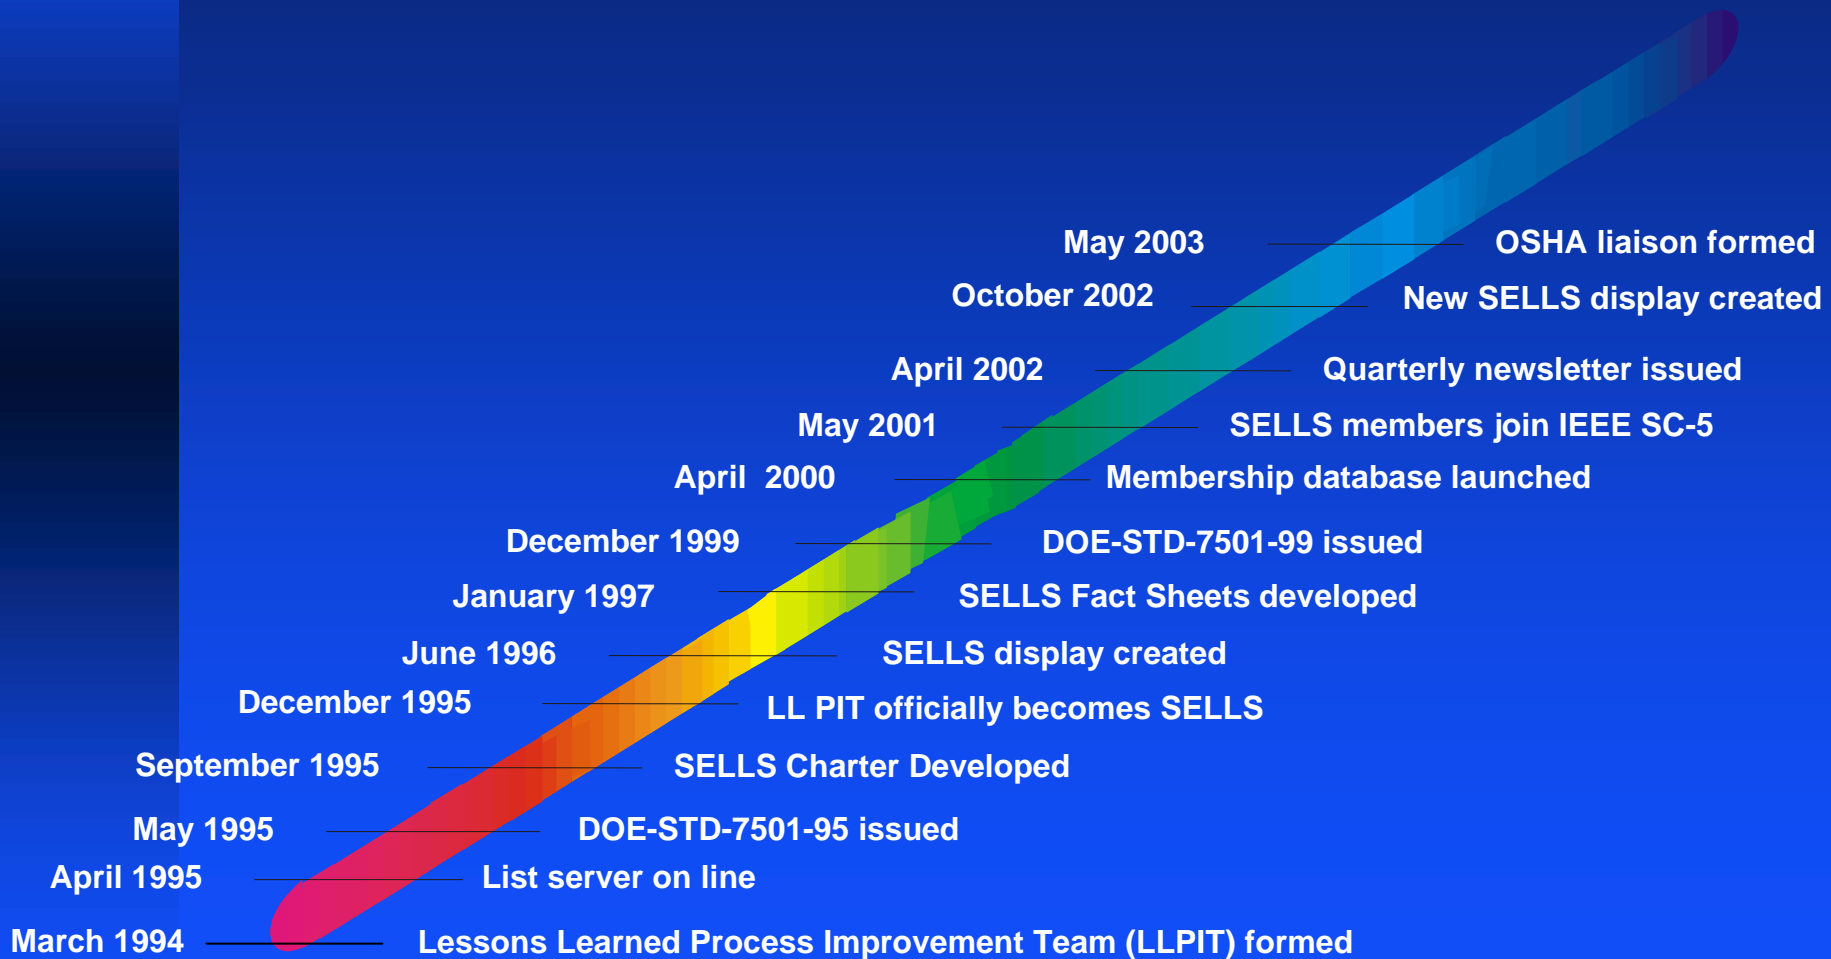 May 2003 OSHA liaison formed
October 2002 New SELLS display created
April 2002 Quarterly newsletter issued
May 2001 SELLS members join IEEE SC-5
April  2000 Membership database launched
December 1999 DOE-STD-7501-99 issued
January 1997 SELLS Fact Sheets developed
June 1996 SELLS display created
December 1995 LL PIT officially becomes SELLS
September 1995 SELLS Charter Developed
May 1995 DOE-STD-7501-95 issued
April 1995 List server on line
March 1994 Lessons Learned Process Improvement Team (LLPIT) formed